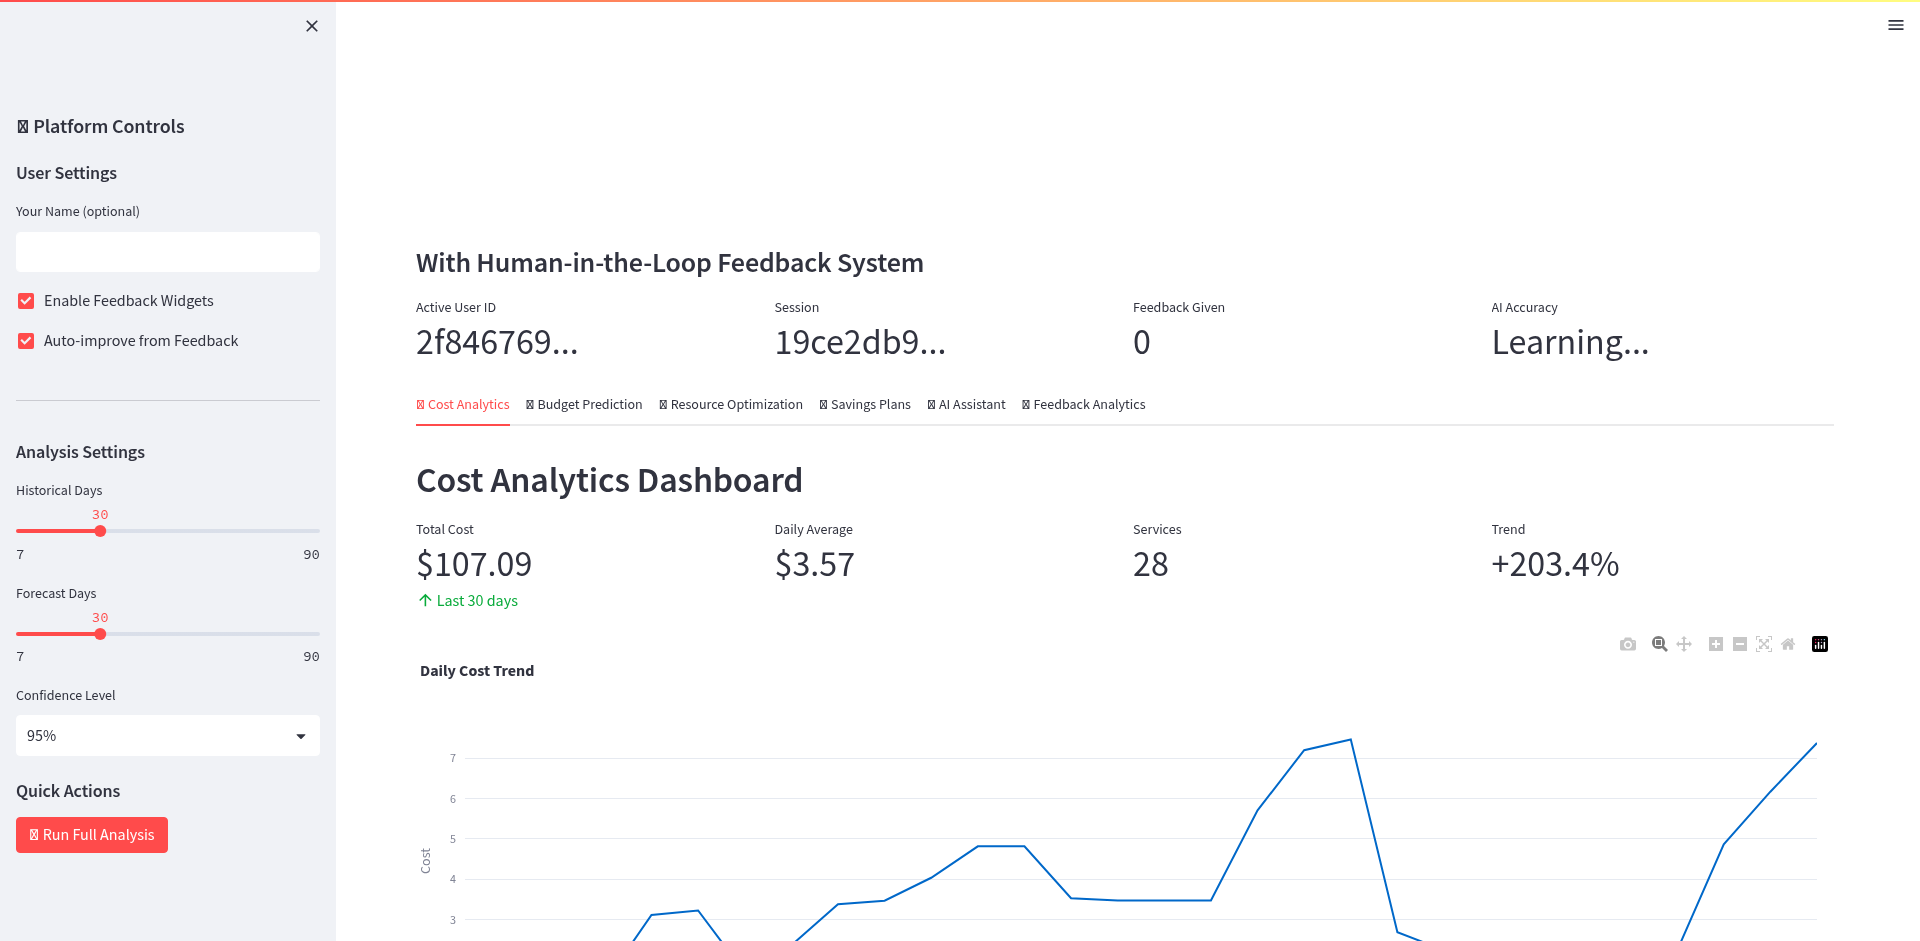 Platform Controls
User Settings
Your Name (optional)
Enable Feedback Widgets
Auto-improve from Feedback
Analysis Settings
Historical Days
30
7 90
Forecast Days
30
7 90
Confidence Level
95%
Quick Actions
Run Full Analysis
With Human-in-the-Loop Feedback System
Active User ID Session Feedback Given AI Accuracy
2f846769... 19ce2db9... 0 Learning...
Cost Analytics Budget Prediction Resource Optimization Savings Plans AI Assistant Feedback Analytics
Cost Analytics Dashboard
Total Cost Daily Average Services Trend
$107.09 $3.57 28 +203.4%
↑ Last 30 days
Daily Cost Trend
7
6
5
4
3
Cost